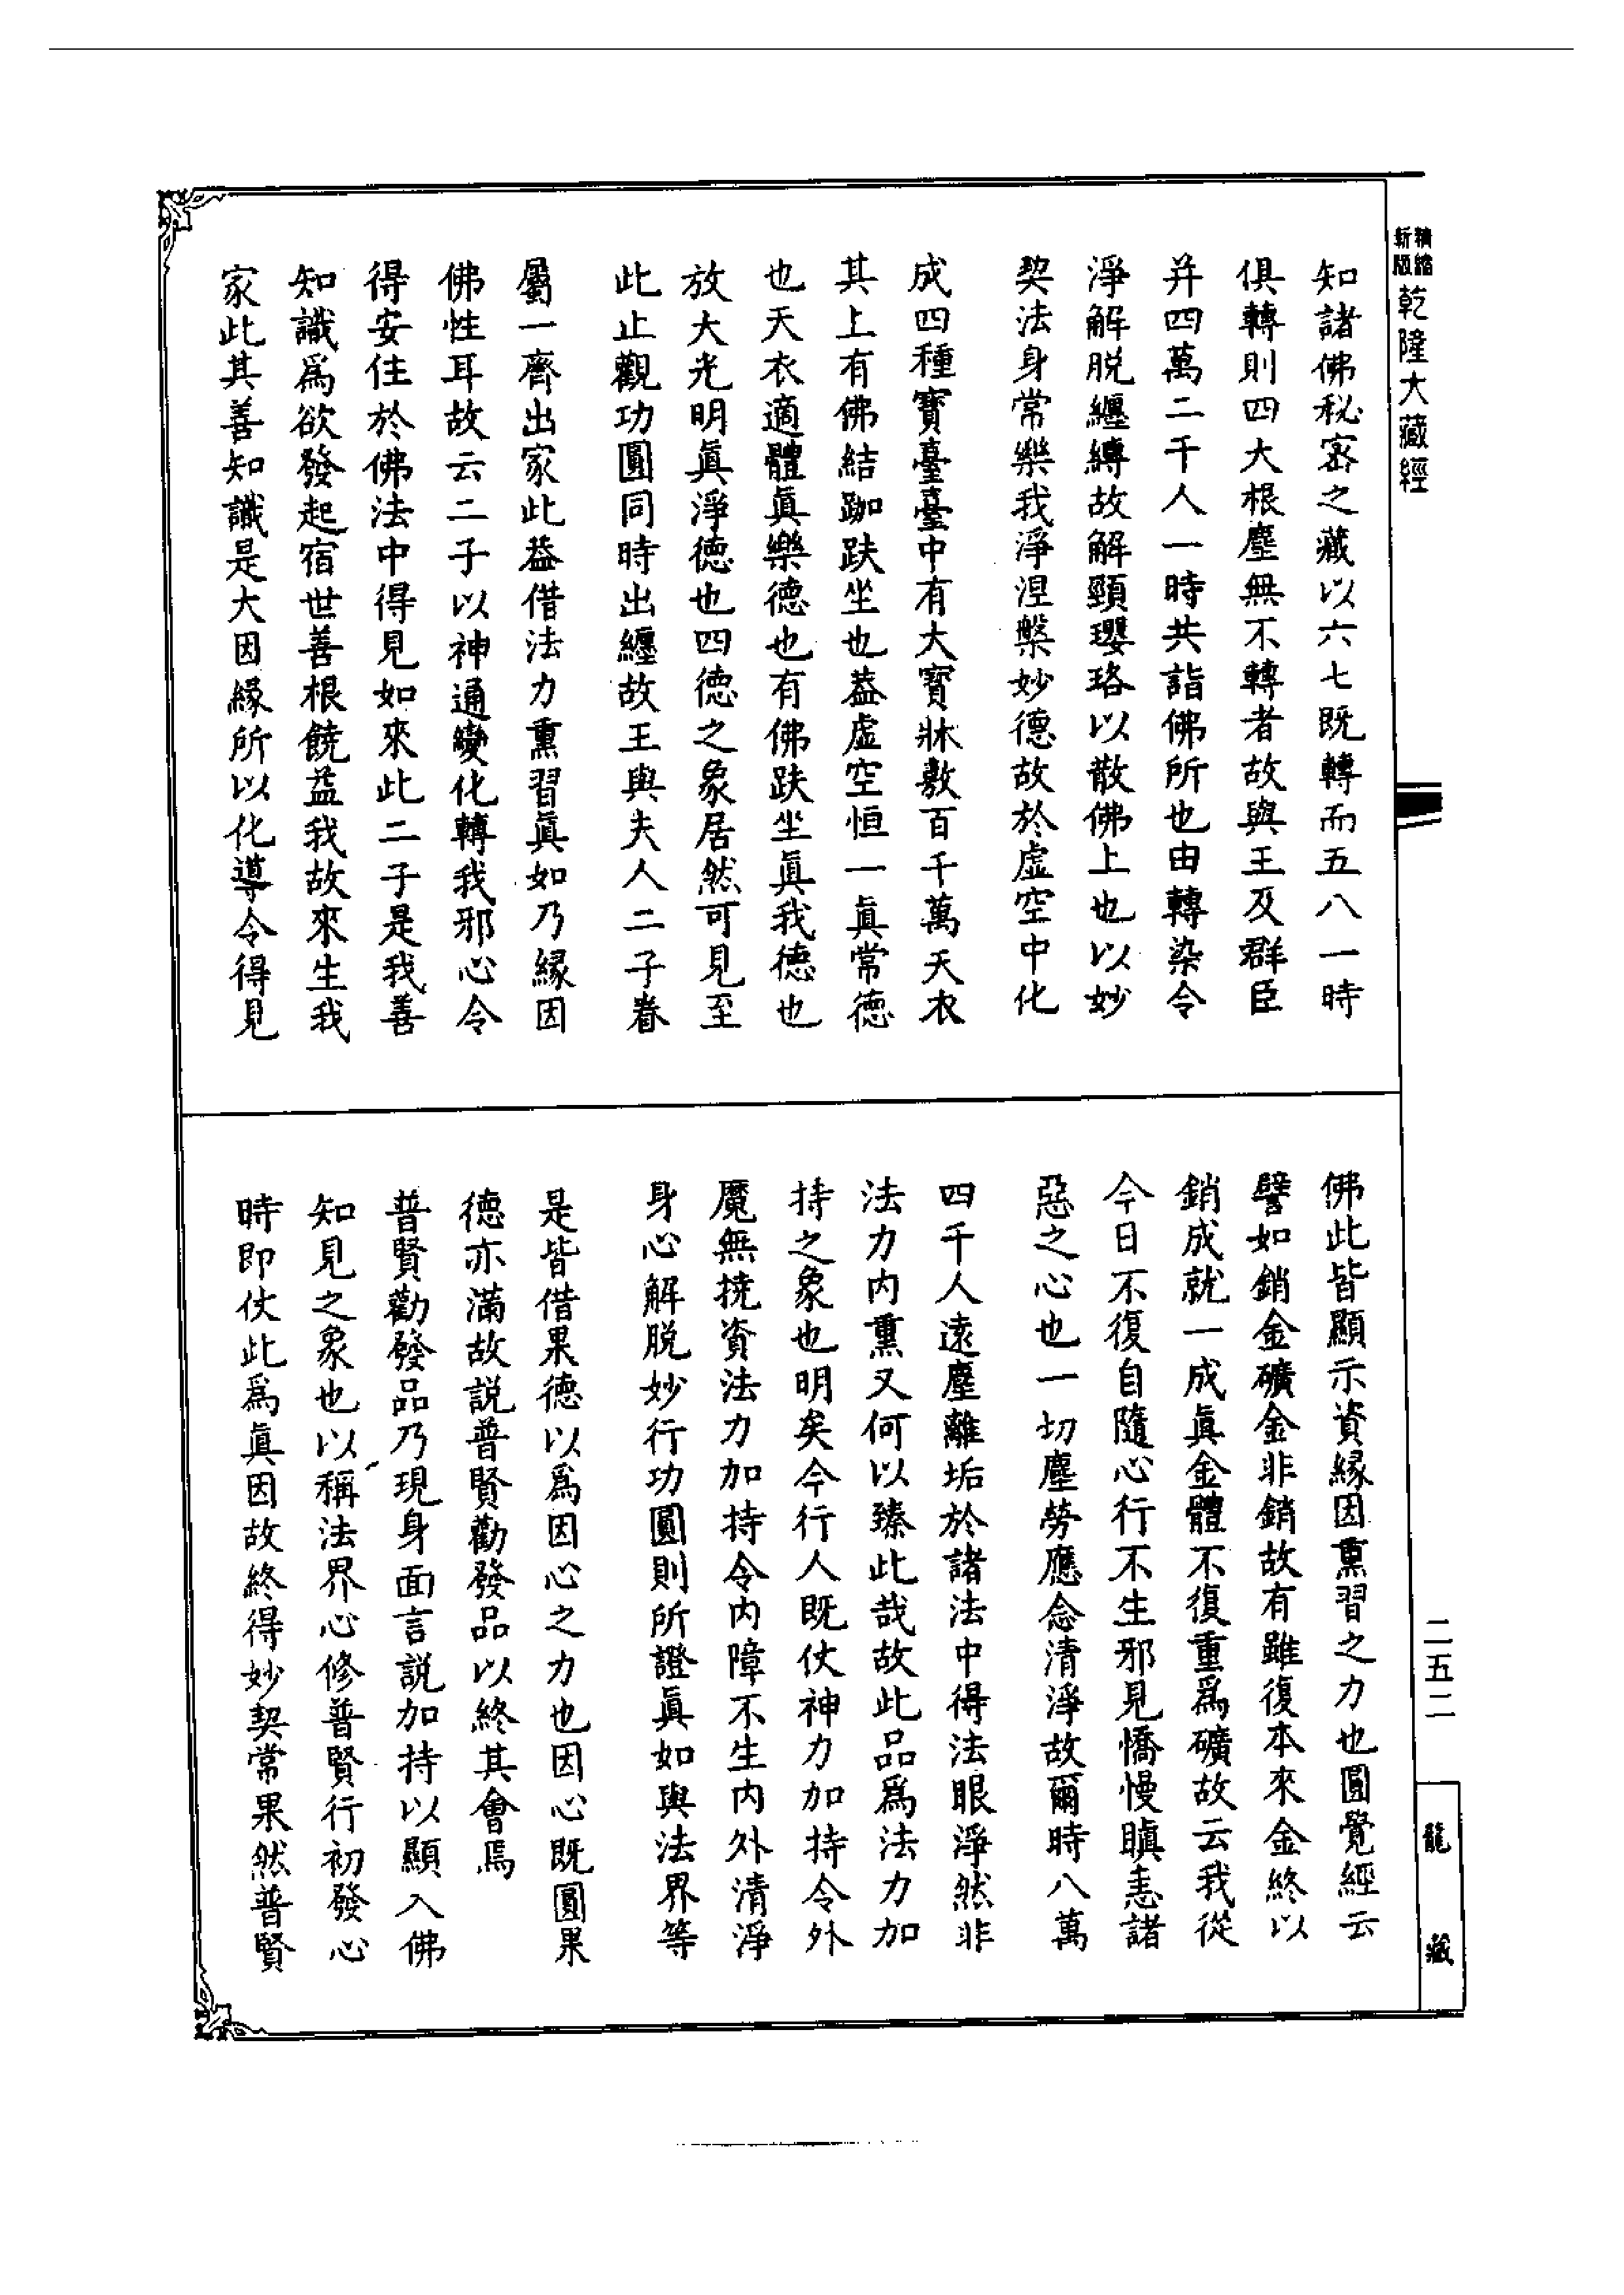 新精
版縮
乾隆大藏經
知諸佛秘密之藏以六七既轉而五八一時
俱轉則四大根塵無不轉者故與王及群臣
并四萬二千人一時共詣佛所也由轉染令
淨解脱纏縛故解頸瓔珞以散佛上也以妙
契法身常樂我淨涅槃妙德故於虛空中化
成四種寶臺臺中有大寶牀敷百千萬天衣
其上有佛結跏趺坐也葢虛空恒一眞常德
也天衣適體眞樂德也有佛趺坐眞我德也
放大光明眞淨德也四德之象居然可見至
此止觀功圓同時出纏故王與夫人二子眷
屬一齊出家此葢借法力熏習眞如乃緣因
佛性耳故云二子以神通變化轉我邪心令
得安住於佛法中得見如來此二子是我善
知識爲欲發起宿世善根饒益我故來生我
家此其善知識是大因緣所以化導令得見
佛此皆顯示資緣因熏習之力也圓覺經云
譬如銷金礦金非銷故有雖復本來金終以
銷成就一成眞金體不復重爲礦故云我從
今日不復自隨心行不生邪見憍慢瞋恚諸
惡之心也一切塵勞應念清淨故爾時八萬
四千人遠塵離垢於諸法中得法眼淨然非
法力内熏又何以臻此哉故此品爲法力加
持之象也明矣今行人既仗神力加持令外
魔無撓資法力加持令内障不生内外清淨
身心解脱妙行功圓則所證眞如與法界等
是皆借果德以爲因心之力也因心既圓果
德亦滿故説普賢勸發品以終其會焉
普賢勸發品乃現身面言説加持以顯入佛
知見之象也以稱法界心修普賢行初發心
時即仗此爲眞因故終得妙契常果然普賢
二五二
龍藏